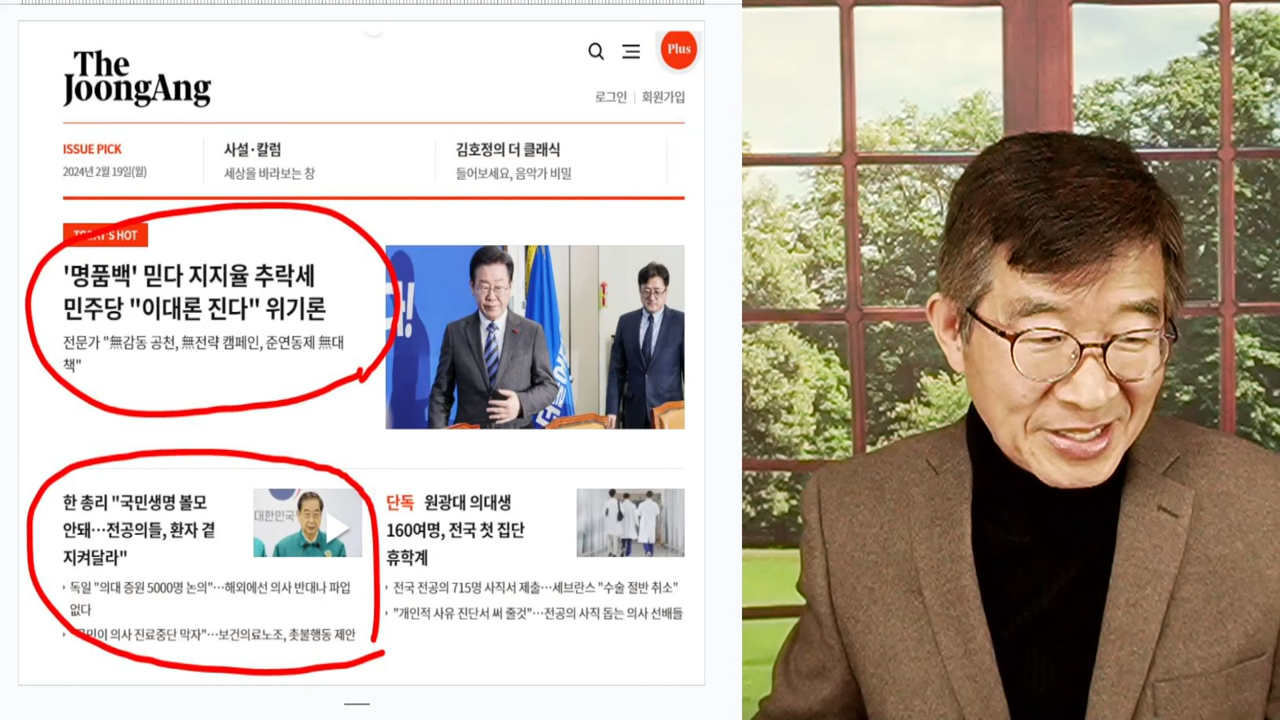 The
JoongAng
Plus
로그인 | 회원가입
ISSUE PICK
2024년 2월 19일(월)
사설·칼럼
세상을 바라보는 창
김호정의 더 클래식
들어보세요, 음악가 비밀
TODAY'S HOT
'명품백' 믿다 지지율 추락세
민주당 "이대론 진다" 위기론
전문가 "無감동 공천, 無전략 캠페인, 준연동제 無대
책"
한 총리 "국민생명 볼모
안돼…전공의들, 환자 곁
지켜달라"
대한민국
독일 "의대 증원 5000명 논의"…해외에선 의사 반대나 파업
없다
"국민이 의사 진료중단 막자"…보건의료노조, 촛불행동 제안
단독 원광대 의대생
160여명, 전국 첫 집단
휴학계
전국 전공의 715명 사직서 제출…세브란스 "수술 절반 취소"
"개인적 사유 진단서 써 줄것"…전공의 사직 돕는 의사 선배들